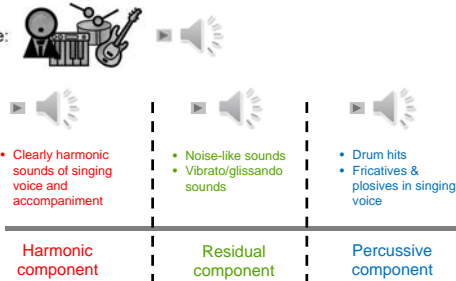 e:
• Clearly harmonic
sounds of singing
voice and
accompaniment
• Noise-like sounds
• Vibrato/glissando
sounds
• Drum hits
• Fricatives &
plosives in singing
voice
Harmonic
component
Residual
component
Percussive
component